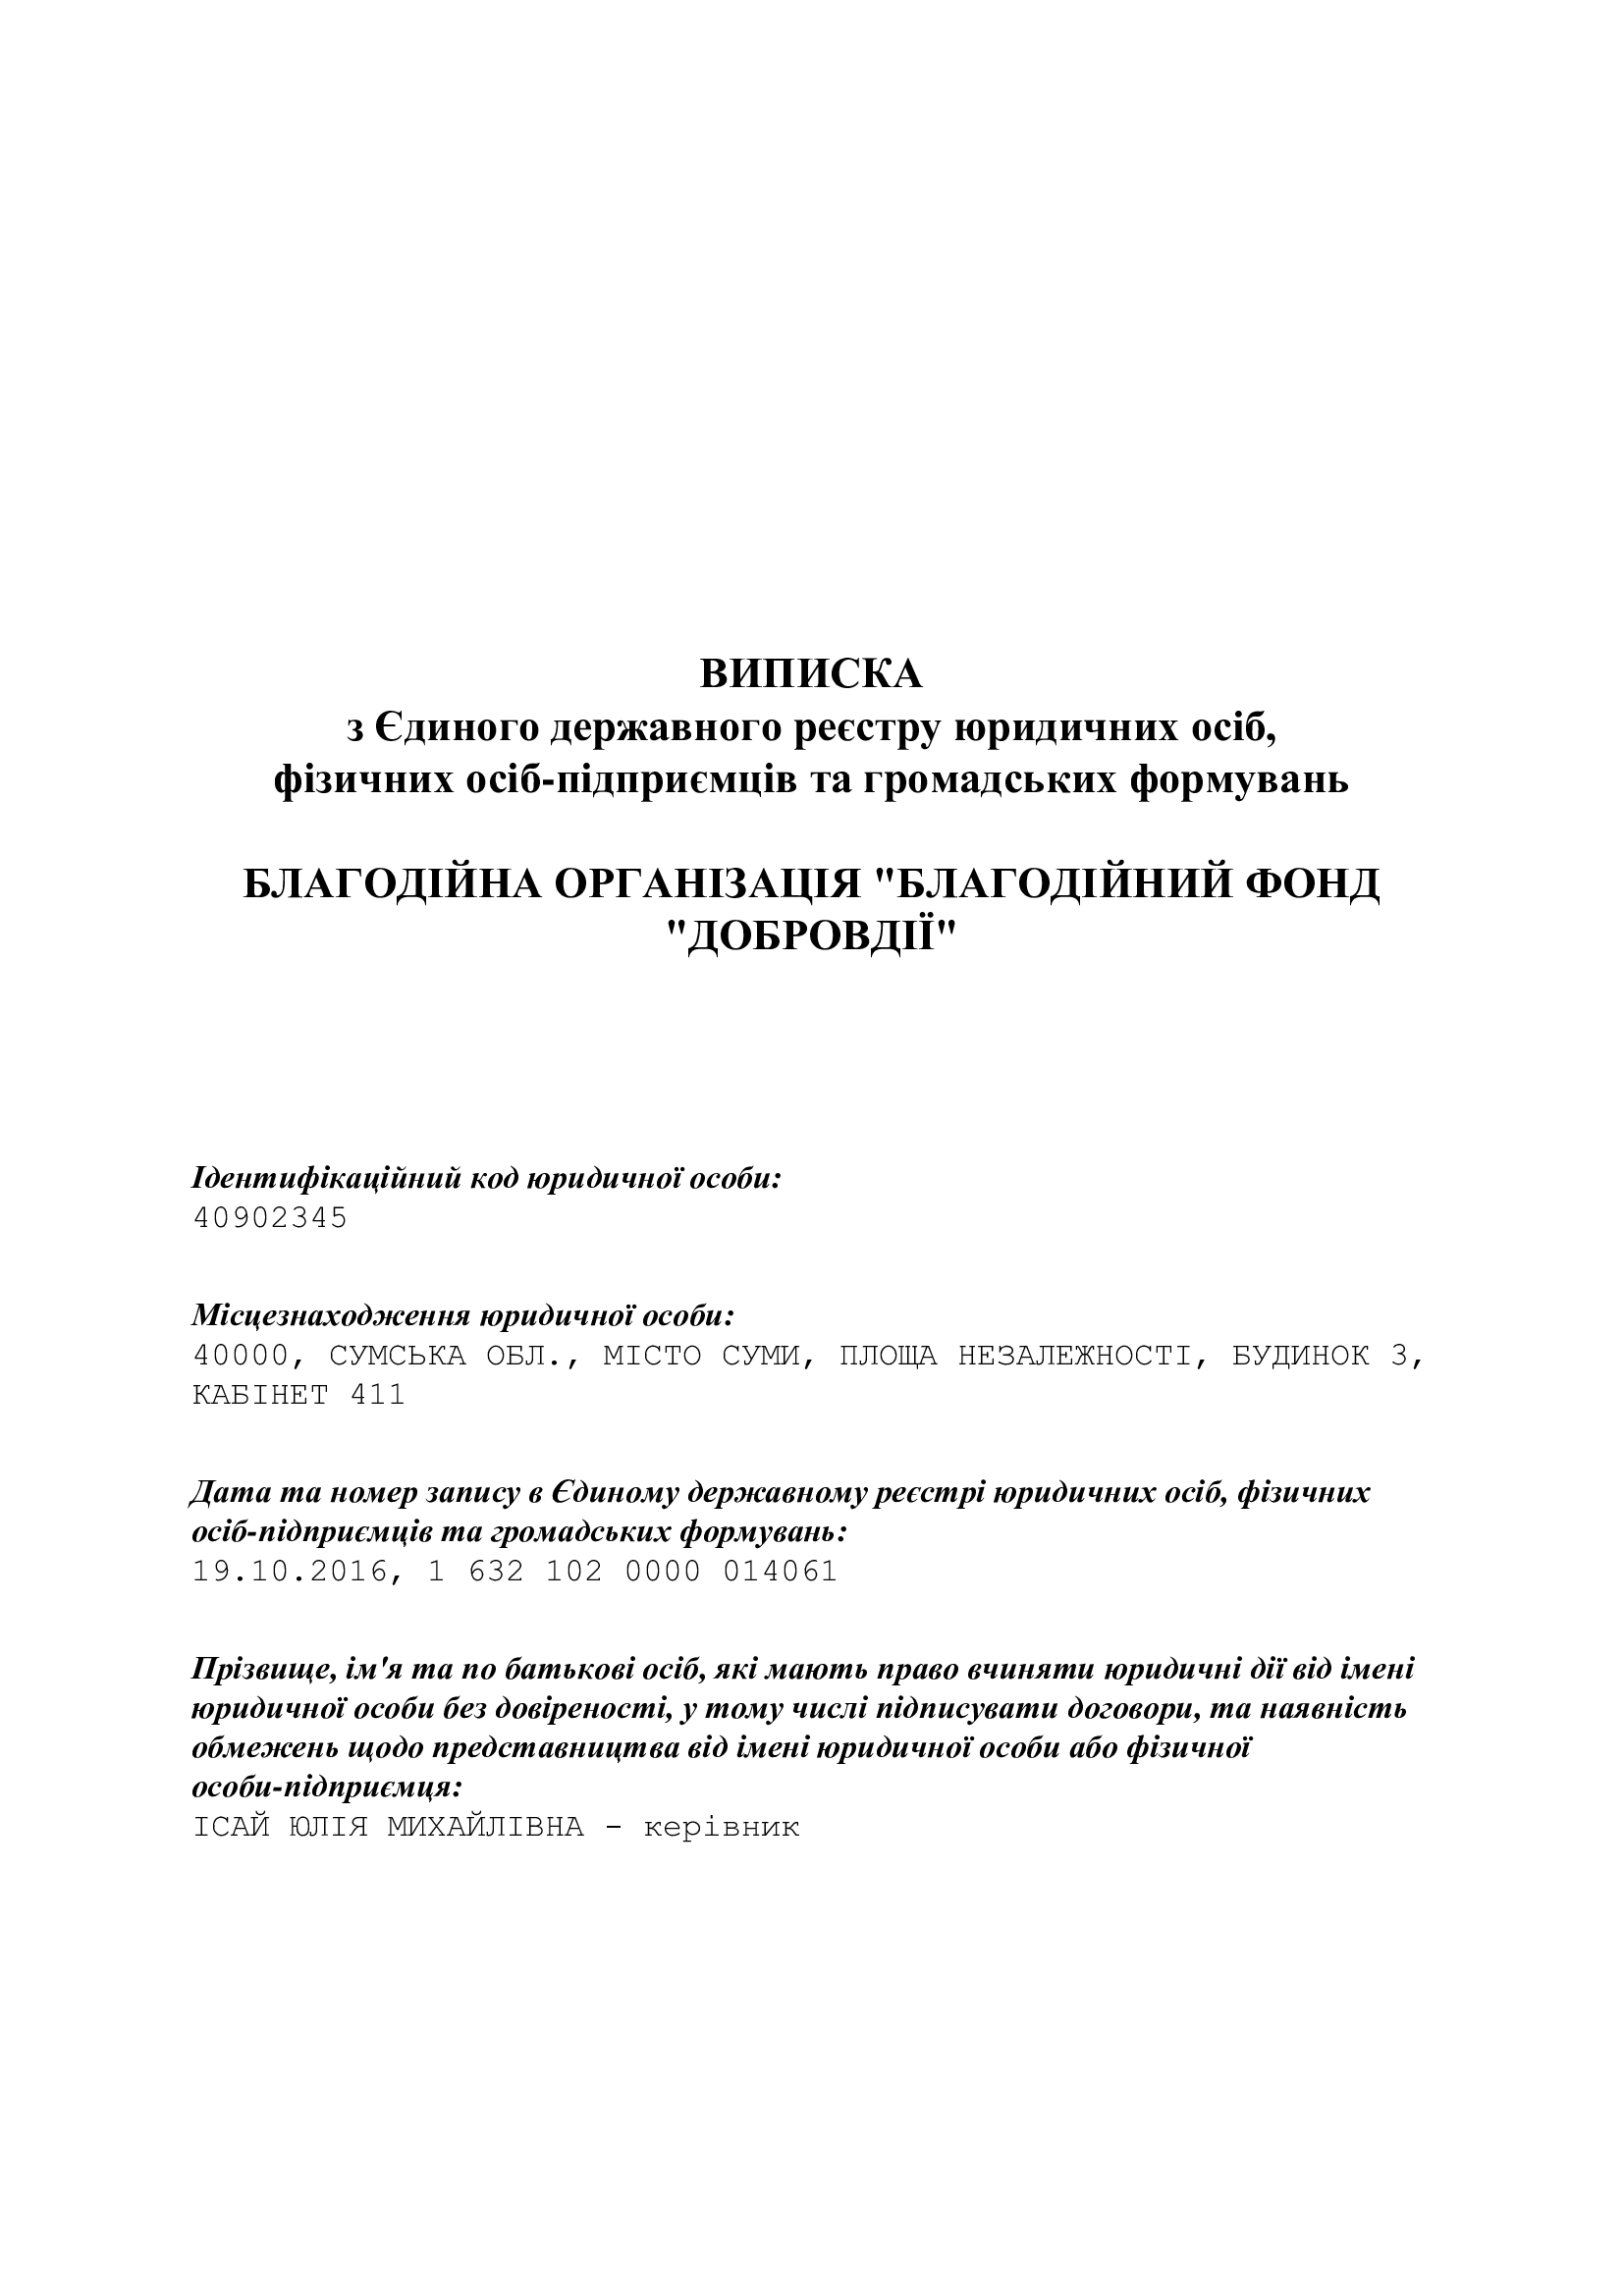 ВИПИСКА
з Єдиного державного реєстру юридичних осіб,
фізичних осіб-підприємців та громадських формувань
БЛАГОДІЙНА ОРГАНІЗАЦІЯ "БЛАГОДІЙНИЙ ФОНД
"ДОБРОВДІЇ"
Ідентифікаційний код юридичної особи:
40902345
Місцезнаходження юридичної особи:
40000, СУМСЬКА ОБЛ., МІСТО СУМИ, ПЛОЩА НЕЗАЛЕЖНОСТІ, БУДИНОК 3,
КАБІНЕТ 411
Дата та номер запису в Єдиному державному реєстрі юридичних осіб, фізичних
осіб-підприємців та громадських формувань:
19.10.2016, 1 632 102 0000 014061
Прізвище, ім'я та по батькові осіб, які мають право вчиняти юридичні дії від імені
юридичної особи без довіреності, у тому числі підписувати договори, та наявність
обмежень щодо представництва від імені юридичної особи або фізичної
особи-підприємця:
ІСАЙ ЮЛІЯ МИХАЙЛІВНА - керівник